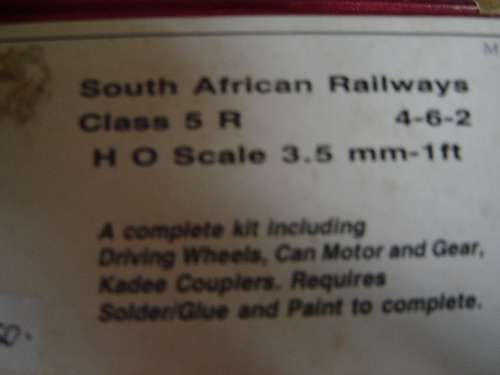 M
South African Railways
Class 5 R 4-6-2
H O Scale 3.5 mm-1ft
A complete kit including
Driving Wheels, Can Motor and Gear,
Kadee Couplers. Requires
Solder/Glue and Paint to complete.